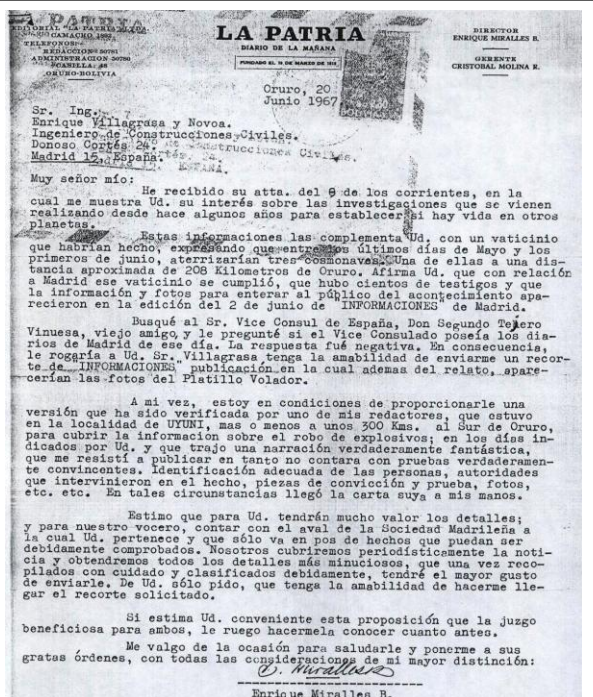 LA PATRIA
EDITORIAL "LA PATRIA" LTDA.
CAMACHO 1892
TELEFONOS:
REDACCION 50781
ADMINISTRACION 50780
CASILLA: 48
ORURO-BOLIVIA
LA PATRIA
DIARIO DE LA MAÑANA
FUNDADO EL 19 DE MARZO DE 1919
DIRECTOR
ENRIQUE MIRALLES B.
GERENTE
CRISTOBAL MOLINA R.
Oruro, 20
Junio 1967
Sr. Ing.
Enrique Villagrasa y Novoa.
Ingeniero de Construcciones Civiles.
Donoso Cortés 24
Madrid 15, España.
Muy señor mío:
He recibido su atta. del 9 de los corrientes, en la
cual me muestra Ud. su interés sobre las investigaciones que se vienen
realizando desde hace algunos años para establecer si hay vida en otros
planetas.
Estas informaciones las complementa Ud. con un vaticinio
que habrían hecho, expresando que entre los últimos días de Mayo y los
primeros de junio, aterrizarían tres cosmonaves. Una de ellas a una dis-
tancia aproximada de 208 Kilometros de Oruro. Afirma Ud. que con relación
a Madrid ese vaticinio se cumplió, que hubo cientos de testigos y que
la información y fotos para enterar al público del acontecimiento apa-
recieron en la edición del 2 de junio de "INFORMACIONES" de Madrid.
Busqué al Sr. Vice Consul de España, Don Segundo Tejero
Vinuesa, viejo amigo, y le pregunté si el Vice Consulado poseía los dia-
rios de Madrid de ese día. La respuesta fué negativa. En consecuencia,
le rogaría a Ud. Sr. Villagrasa tenga la amabilidad de enviarme un recor-
te de "INFORMACIONES" publicación en la cual ademas del relato, apare-
cerían las fotos del Platillo Volador.
A mi vez, estoy en condiciones de proporcionarle una
versión que ha sido verificada por uno de mis redactores, que estuvo
en la localidad de UYUNI, mas o menos a unos 300 Kms. al Sur de Oruro,
para cubrir la informacion sobre el robo de explosivos; en los días in-
dicados por Ud. y que trajo una narración verdaderamente fantástica,
que me resistí a publicar en tanto no contara con pruebas verdaderamen-
te convincentes. Identificación adecuada de las personas, autoridades
que intervinieron en el hecho, piezas de convicción y prueba, fotos,
etc. etc. En tales circunstancias llegó la carta suya a mis manos.
Estimo que para Ud. tendrán mucho valor los detalles;
y para nuestro vocero, contar con el aval de la Sociedad Madrileña a
la cual Ud. pertenece y que sólo va en pos de hechos que puedan ser
debidamente comprobados. Nosotros cubriremos periodísticamente la noti-
cia y obtendremos todos los detalles más minuciosos, que una vez reco-
pilados con cuidado y clasificados debidamente, tendré el mayor gusto
de enviarle. De Ud. sólo pido, que tenga la amabilidad de hacerme lle-
gar el recorte solicitado.
Si estima Ud. conveniente esta proposición que la juzgo
beneficiosa para ambos, le ruego hacermela conocer cuanto antes.
Me valgo de la ocasión para saludarle y ponerme a sus
gratas órdenes, con todas las consideraciones de mi mayor distinción:
E. Miralles B
Enrique Miralles B.